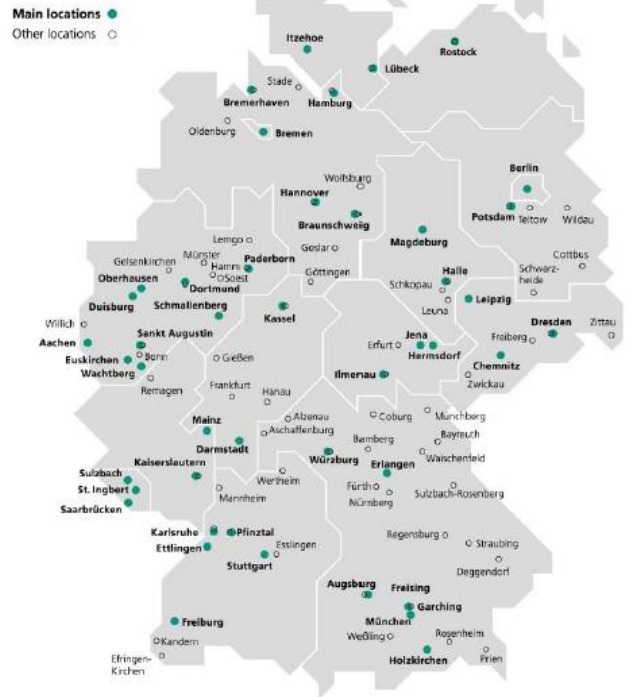 Main locations
Other locations
Itzehoe
Rostock
Lübeck
Stade
Bremerhaven
Hamburg
Oldenburg
Bremen
Berlin
Wolfsburg
Hannover
Potsdam
Teltow
Wildau
Braunschweig
Magdeburg
Lemgo
Goslar
Münster
Gelsenkirchen
Hamm
Paderborn
Cottbus
Oberhausen
Soest
Göttingen
Halle
Schwarz-
heide
Dortmund
Schkopau
Duisburg
Schmallenberg
Leuna
Leipzig
Kassel
Willich
Sankt Augustin
Jena
Dresden
Zittau
Aachen
Erfurt
Freiberg
Hermsdorf
Euskirchen
Bonn
Gießen
Chemnitz
Wachtberg
Ilmenau
Zwickau
Remagen
Frankfurt
Hanau
Mainz
Alzenau
Coburg
Münchberg
Aschaffenburg
Bamberg
Bayreuth
Darmstadt
Würzburg
Waischenfeld
Kaiserslautern
Erlangen
Sulzbach
Wertheim
St. Ingbert
Mannheim
Fürth
Sulzbach-Rosenberg
Saarbrücken
Nürnberg
Karlsruhe
Pfinztal
Regensburg
Straubing
Ettlingen
Esslingen
Stuttgart
Deggendorf
Augsburg
Freising
Garching
Freiburg
München
Kandern
Weßling
Rosenheim
Efringen-
Kirchen
Holzkirchen
Prien